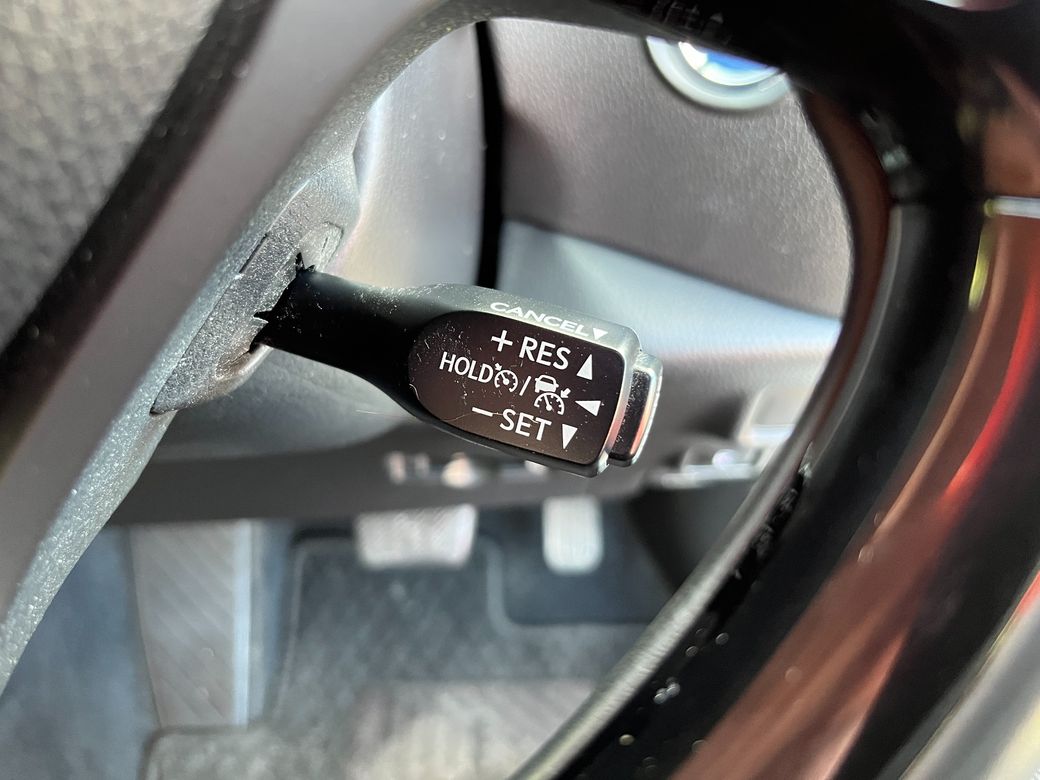 CANCEL▼
+ RES ▲
HOLD / ◀
− SET ▼